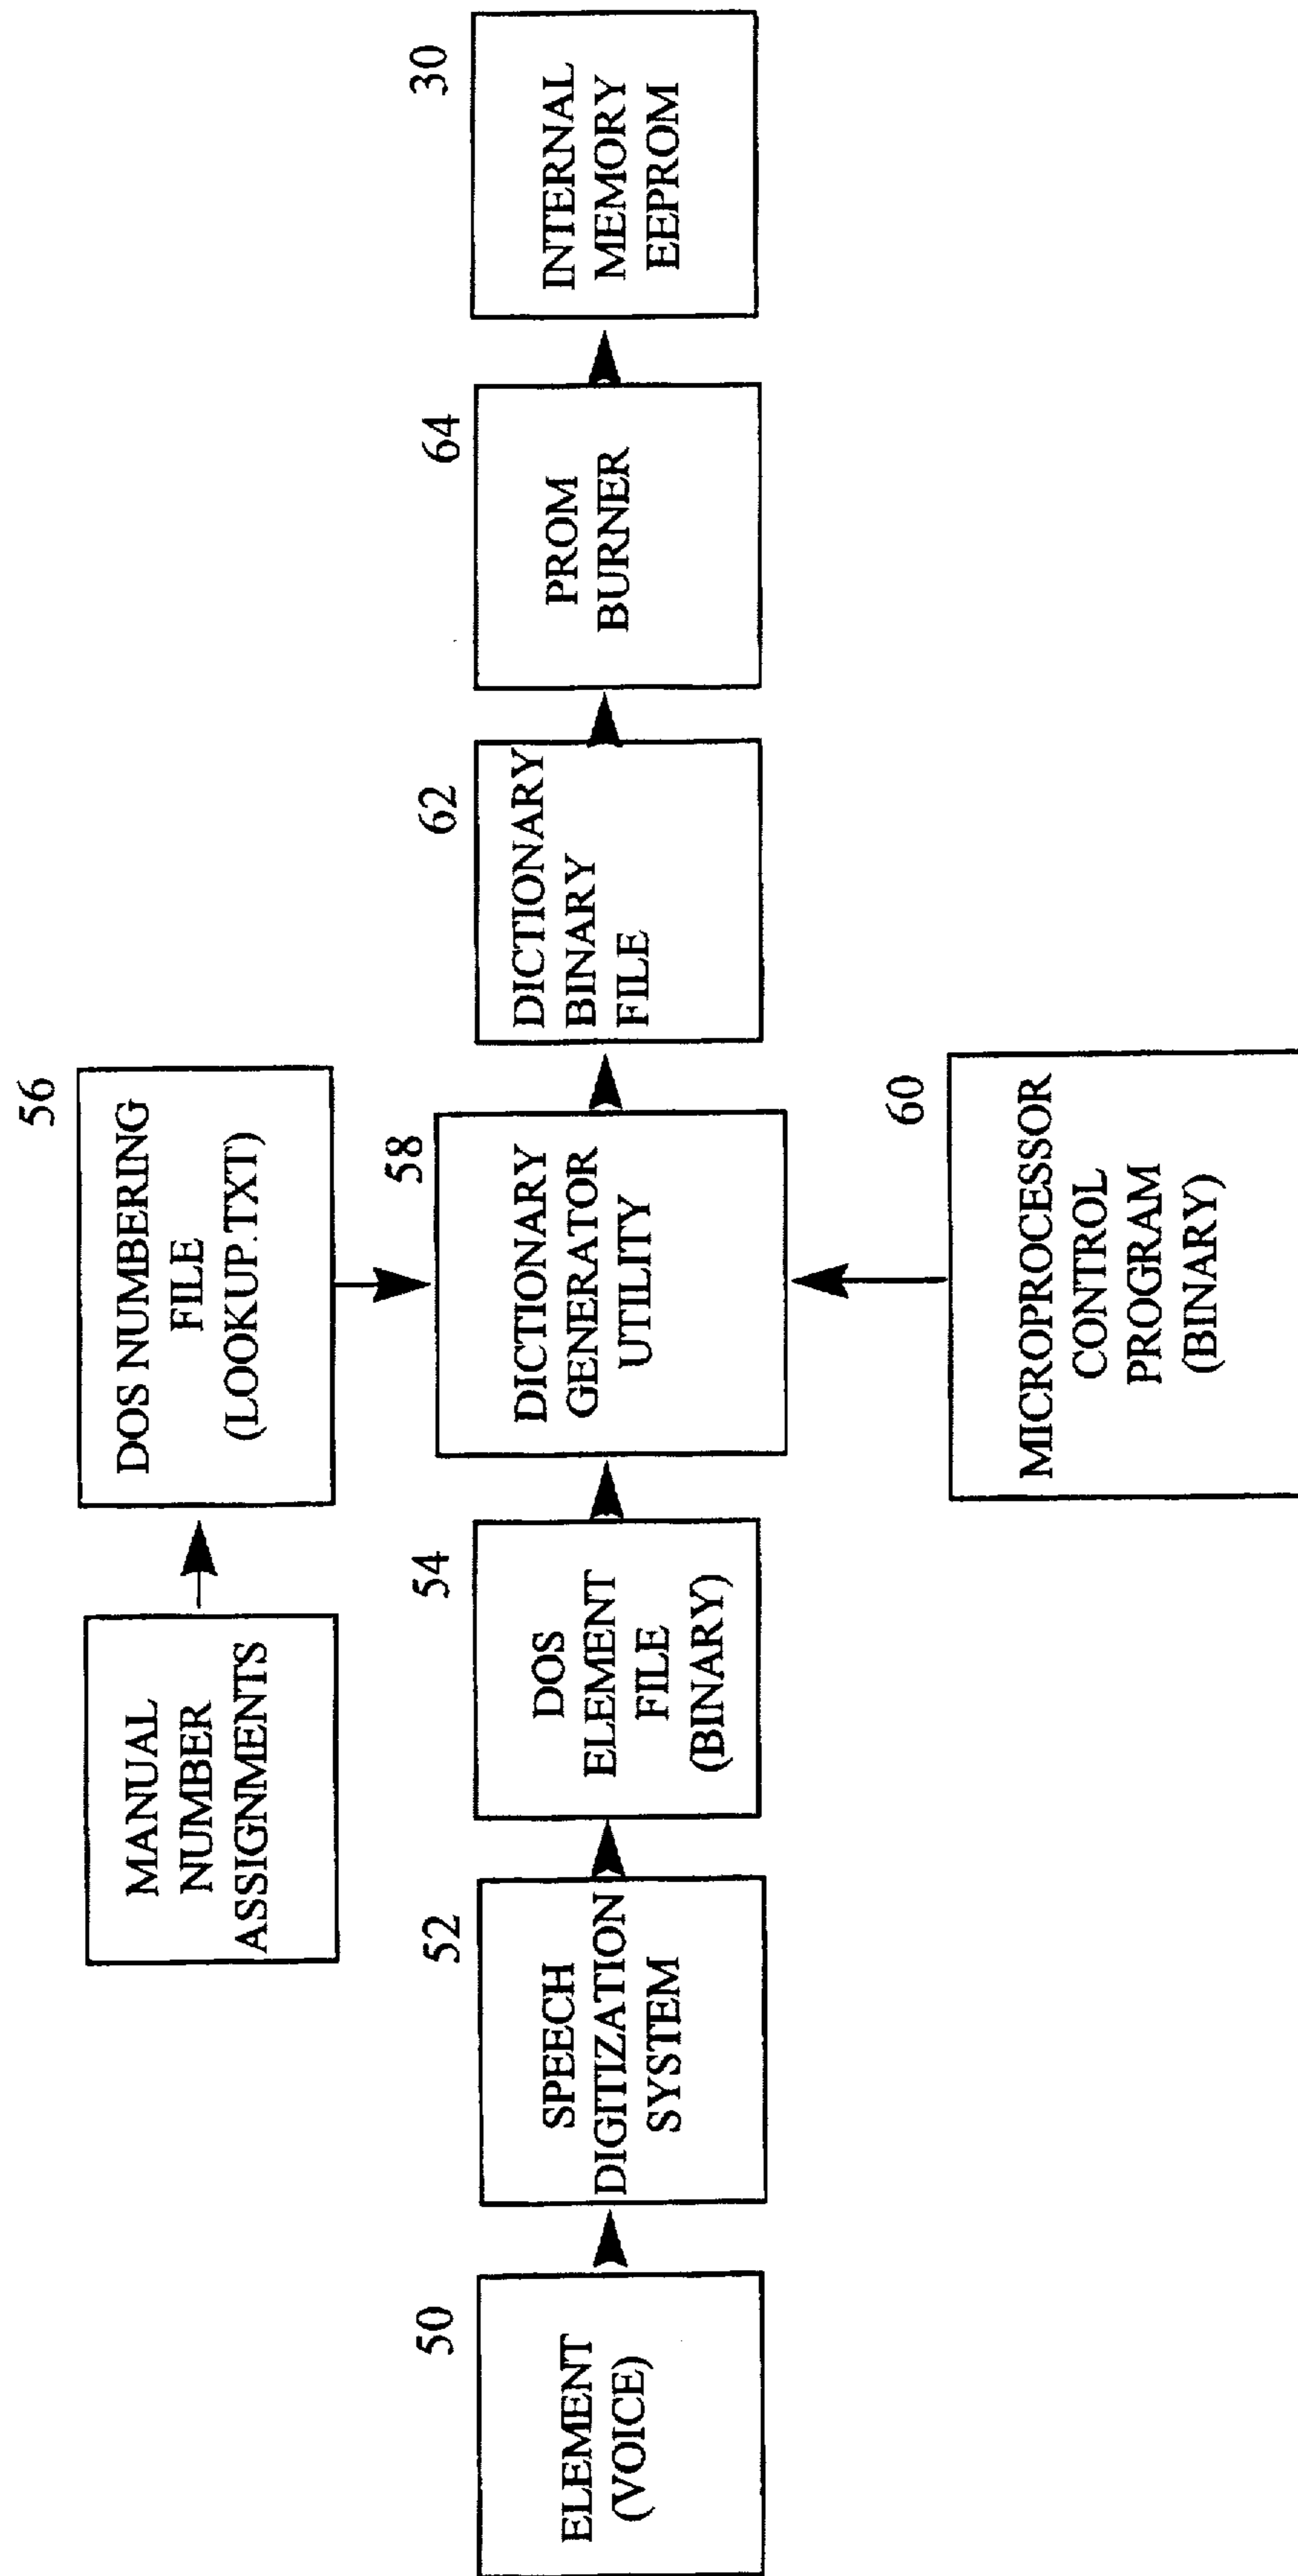 MANUAL
NUMBER
ASSIGNMENTS
56
DOS NUMBERING
FILE
(LOOKUP.TXT)
50
ELEMENT
(VOICE)
52
SPEECH
DIGITIZATION
SYSTEM
54
DOS
ELEMENT
FILE
(BINARY)
58
DICTIONARY
GENERATOR
UTILITY
62
DICTIONARY
BINARY
FILE
64
PROM
BURNER
30
INTERNAL
MEMORY
EEPROM
60
MICROPROCESSOR
CONTROL
PROGRAM
(BINARY)